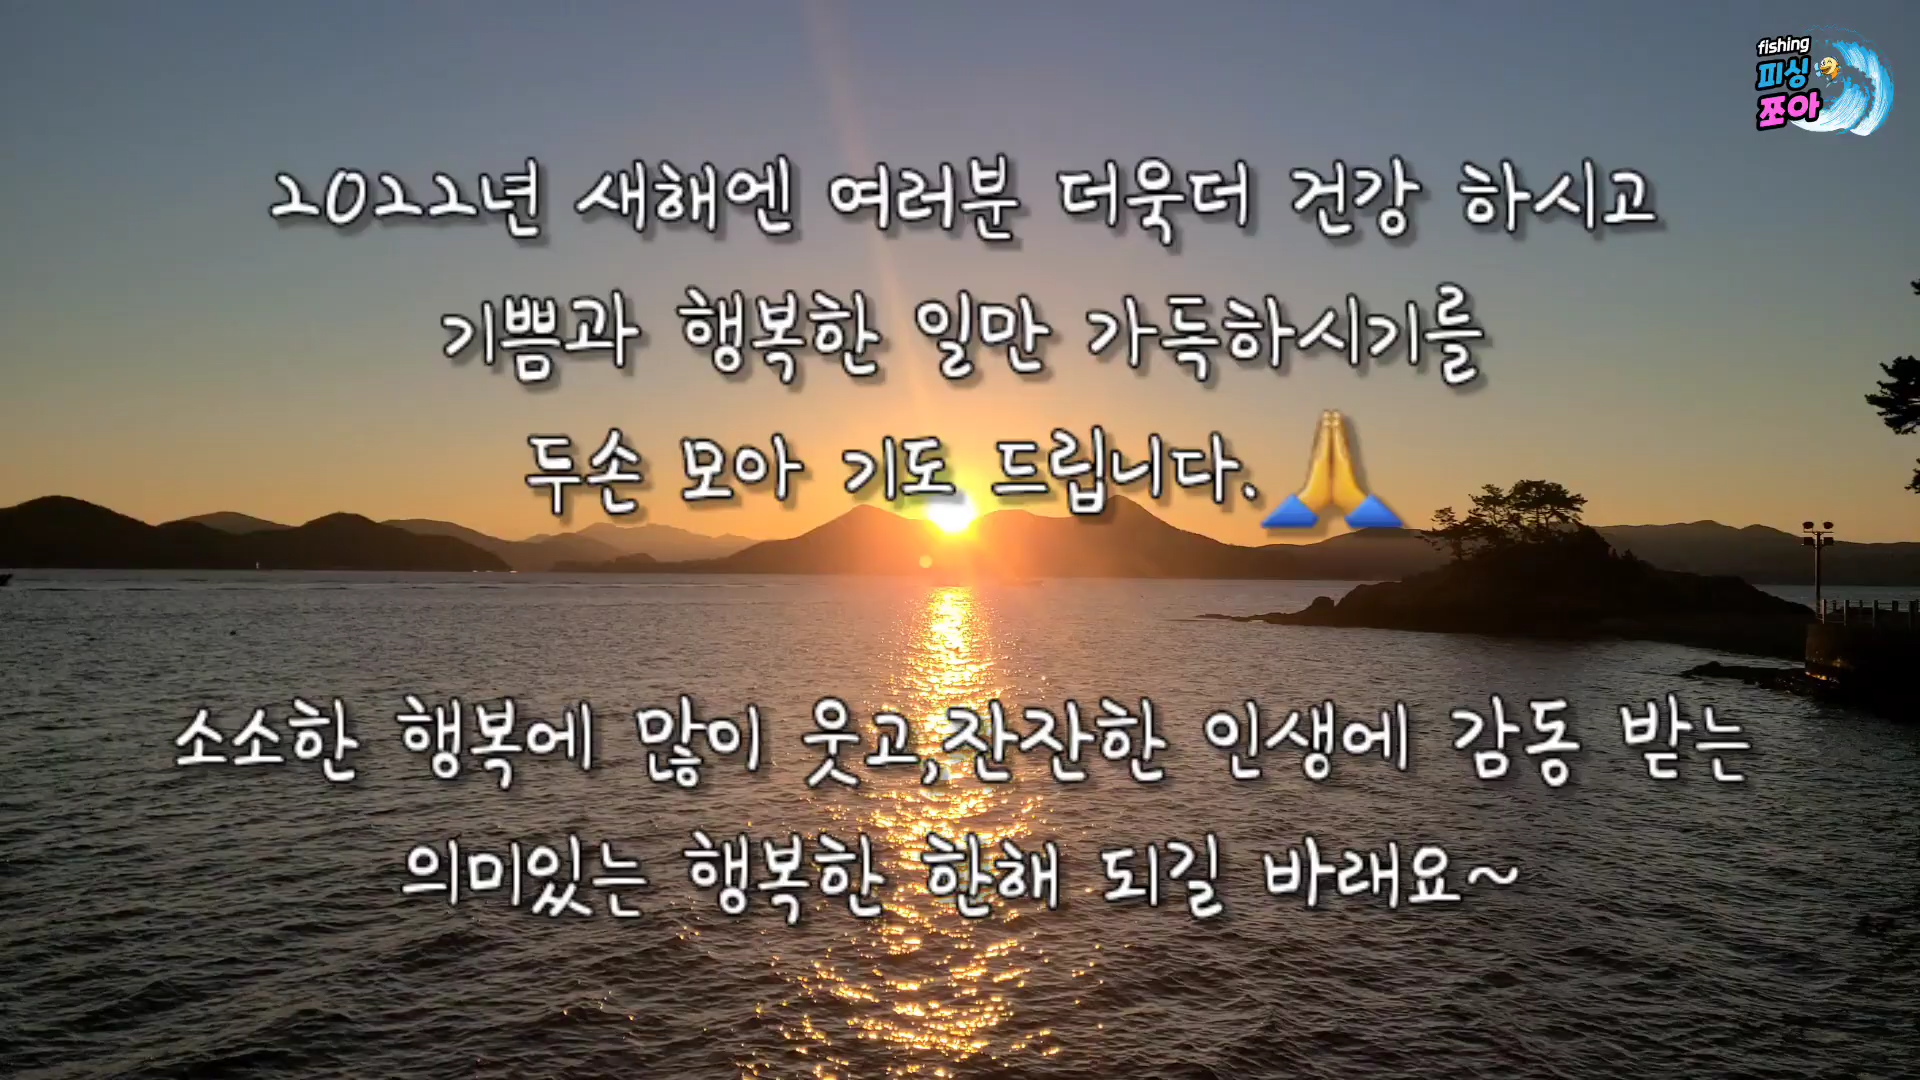 fishing
피싱
쪼아
2022년 새해엔 여러분 더욱더 건강 하시고
기쁨과 행복한 일만 가득하시기를
두손 모아 기도 드립니다.🙏
소소한 행복에 많이 웃고,잔잔한 인생에 감동 받는
의미있는 행복한 한해 되길 바래요~